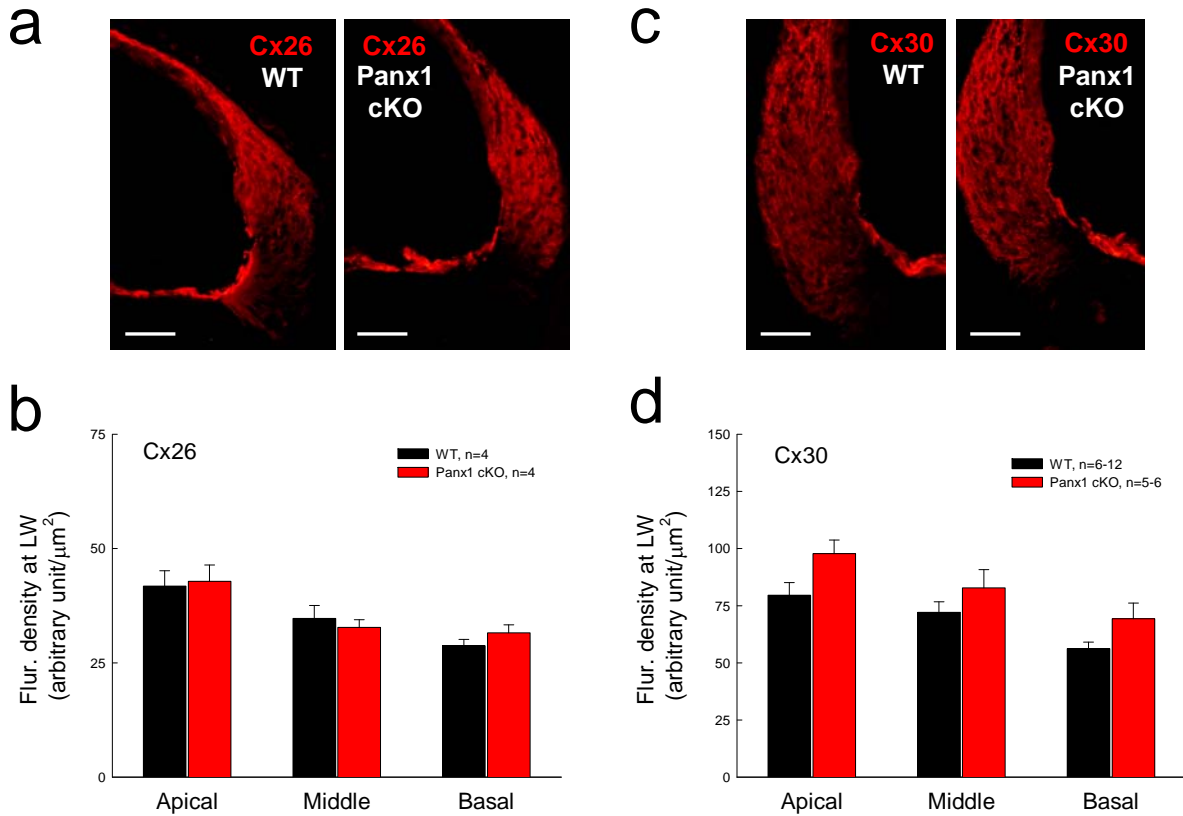 a
Cx26
WT
Cx26
Panx1
cKO
c
Cx30
WT
Cx30
Panx1
cKO
b
Cx26
WT, n=4
Panx1 cKO, n=4
75
50
25
0
Flur. density at LW
(arbitrary unit/μm²)
Apical Middle Basal
d
Cx30
WT, n=6-12
Panx1 cKO, n=5-6
150
125
100
75
50
25
0
Flur. density at LW
(arbitrary unit/μm²)
Apical Middle Basal